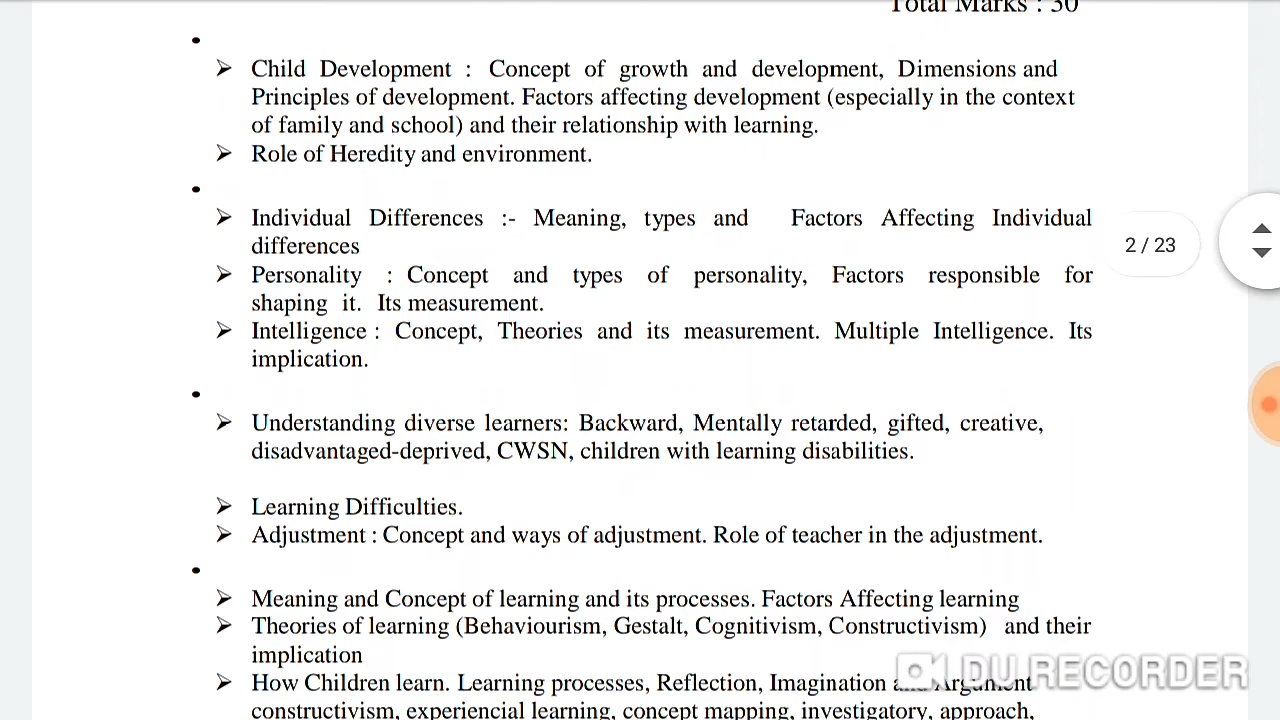 Total Marks : 30
•
➢ Child Development : Concept of growth and development, Dimensions and
Principles of development. Factors affecting development (especially in the context
of family and school) and their relationship with learning.
➢ Role of Heredity and environment.
•
➢ Individual Differences :- Meaning, types and Factors Affecting Individual
differences
➢ Personality : Concept and types of personality, Factors responsible for
shaping it. Its measurement.
➢ Intelligence : Concept, Theories and its measurement. Multiple Intelligence. Its
implication.
•
➢ Understanding diverse learners: Backward, Mentally retarded, gifted, creative,
disadvantaged-deprived, CWSN, children with learning disabilities.
➢ Learning Difficulties.
➢ Adjustment : Concept and ways of adjustment. Role of teacher in the adjustment.
•
➢ Meaning and Concept of learning and its processes. Factors Affecting learning
➢ Theories of learning (Behaviourism, Gestalt, Cognitivism, Constructivism) and their
implication
➢ How Children learn. Learning processes, Reflection, Imagination and Argument
constructivism, experiencial learning, concept mapping, investigatory, approach,
2 / 23
DU RECORDER